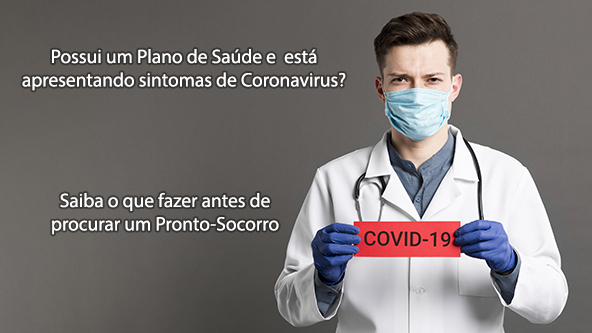 Possui um Plano de Saúde e está
apresentando sintomas de Coronavirus?
Saiba o que fazer antes de
procurar um Pronto-Socorro
COVID-19